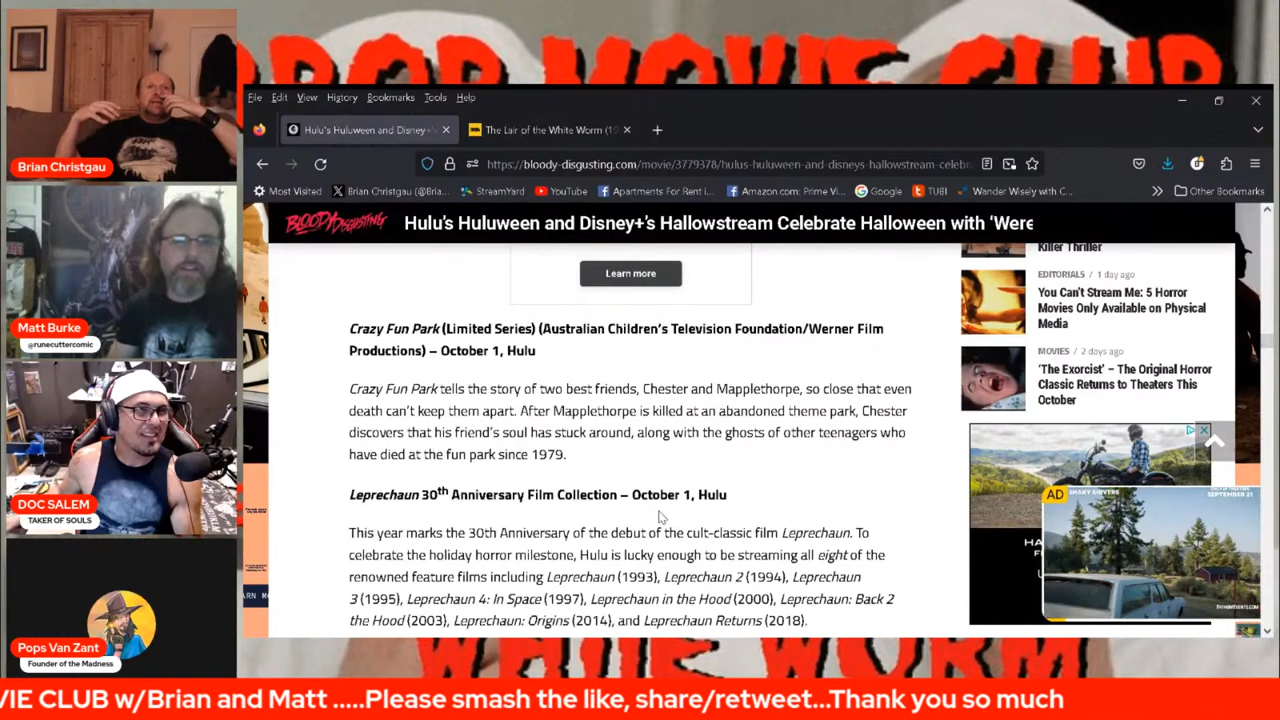 HORROR MOVIE CLUB
File Edit View History Bookmarks Tools Help
Hulu's Huluween and Disney+'s
The Lair of the White Worm (19
https://bloody-disgusting.com/movie/3779378/hulus-huluween-and-disneys-hallowstream-celebr
Most Visited Brian Christgau (@Bria... StreamYard YouTube Apartments For Rent i... Amazon.com: Prime Vi... Google TUBI Wander Wisely with C... Other Bookmarks
BLOODY DISGUSTING Hulu's Huluween and Disney+'s Hallowstream Celebrate Halloween with 'Were
Learn more
Crazy Fun Park (Limited Series) (Australian Children's Television Foundation/Werner Film
Productions) – October 1, Hulu
Crazy Fun Park tells the story of two best friends, Chester and Mapplethorpe, so close that even
death can't keep them apart. After Mapplethorpe is killed at an abandoned theme park, Chester
discovers that his friend's soul has stuck around, along with the ghosts of other teenagers who
have died at the fun park since 1979.
Leprechaun 30th Anniversary Film Collection – October 1, Hulu
This year marks the 30th Anniversary of the debut of the cult-classic film Leprechaun. To
celebrate the holiday horror milestone, Hulu is lucky enough to be streaming all eight of the
renowned feature films including Leprechaun (1993), Leprechaun 2 (1994), Leprechaun
3 (1995), Leprechaun 4: In Space (1997), Leprechaun in the Hood (2000), Leprechaun: Back 2
the Hood (2003), Leprechaun: Origins (2014), and Leprechaun Returns (2018).
Killer Thriller
EDITORIALS / 1 day ago
You Can't Stream Me: 5 Horror
Movies Only Available on Physical
Media
MOVIES / 2 days ago
'The Exorcist' – The Original Horror
Classic Returns to Theaters This
October
AD
SEPTEMBER 21
Brian Christgau
Matt Burke
@runecuttercomic
DOC SALEM
TAKER OF SOULS
Pops Van Zant
Founder of the Madness
WHITE WORM
VIE CLUB w/Brian and Matt .....Please smash the like, share/retweet...Thank you so much